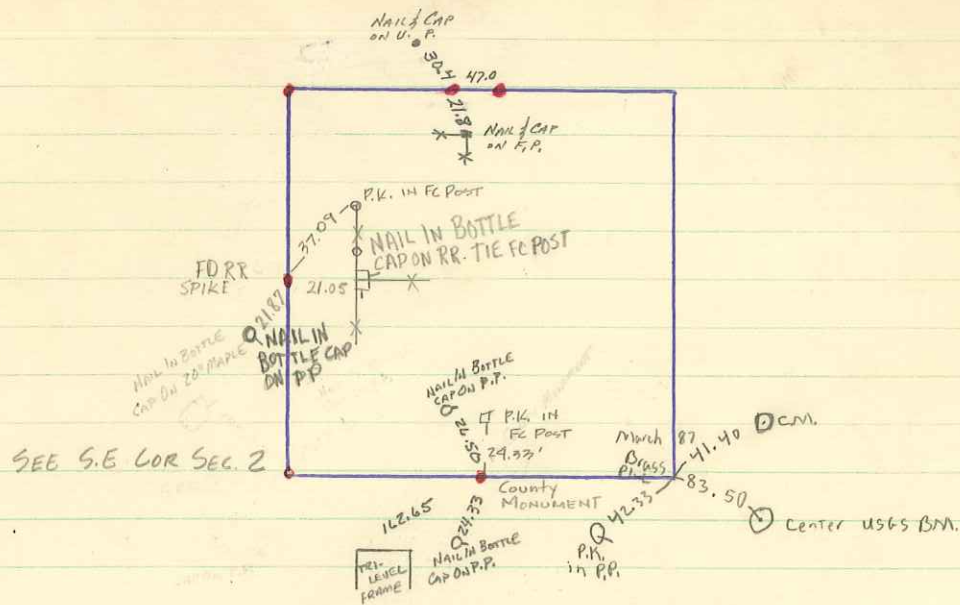 NAIL & CAP
ON U. P.
30.4
47.0
21.8
NAIL & CAP
ON F.P.
P.K. IN FC POST
37.09
NAIL IN BOTTLE
CAP ON RR. TIE FC POST
FD RR
SPIKE
21.05
21.87
NAIL IN
BOTTLE CAP
ON PP
NAIL IN BOTTLE
CAP ON 20" MAPLE
NAIL IN BOTTLE
CAP ON P.P.
26.50
P.K. IN
FC POST
24.33'
March 87
Brass
41.40
C.M.
SEE S.E COR SEC. 2
County
MONUMENT
83.50
Center USGS BM.
42.33
P.K.
in P.P.
162.65
24.33
NAIL IN BOTTLE
CAP ON P.P.
TRI-
LEVEL
FRAME